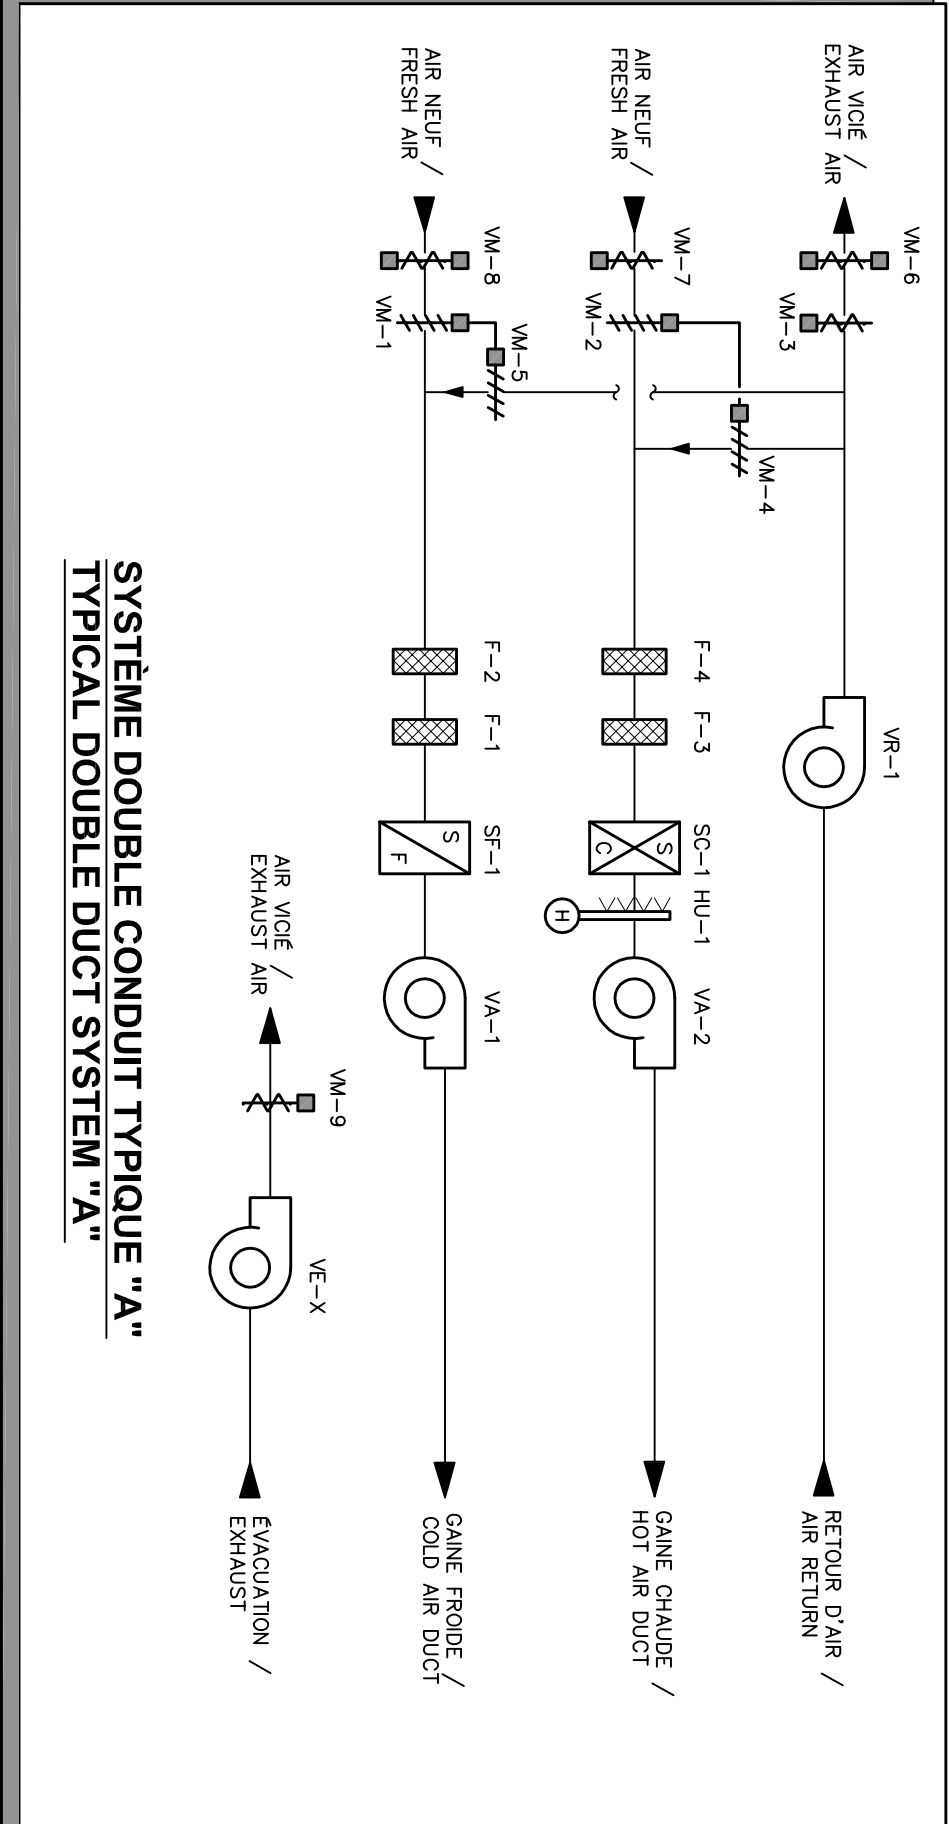 AIR VICIÉ /
EXHAUST AIR
VM-6
VM-3
VR-1
RETOUR D'AIR /
AIR RETURN
VM-4
AIR NEUF /
FRESH AIR
VM-7
VM-2
F-4
F-3
SC-1
HU-1
VA-2
S
C
H
GAINE CHAUDE /
HOT AIR DUCT
AIR NEUF /
FRESH AIR
VM-8
VM-1
VM-5
F-2
F-1
SF-1
VA-1
S
F
GAINE FROIDE /
COLD AIR DUCT
AIR VICIÉ /
EXHAUST AIR
VM-9
VE-X
ÉVACUATION /
EXHAUST
SYSTÈME DOUBLE CONDUIT TYPIQUE "A"
TYPICAL DOUBLE DUCT SYSTEM "A"